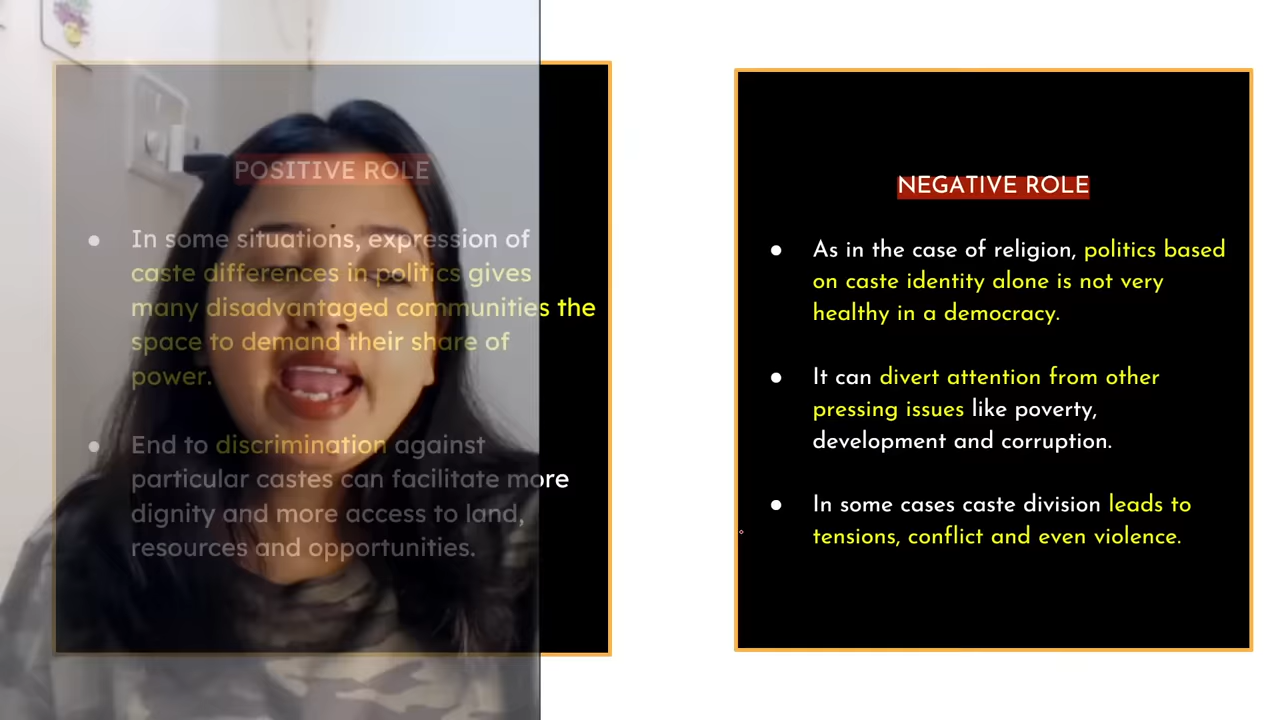 POSITIVE ROLE
● In some situations, expression of
caste differences in politics gives
many disadvantaged communities the
space to demand their share of
power.
● End to discrimination against
particular castes can facilitate more
dignity and more access to land,
resources and opportunities.
NEGATIVE ROLE
● As in the case of religion, politics based
on caste identity alone is not very
healthy in a democracy.
● It can divert attention from other
pressing issues like poverty,
development and corruption.
● In some cases caste division leads to
tensions, conflict and even violence.